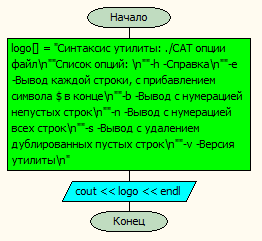 Начало
logo[] = "Синтаксис утилиты: ./CAT опции
файл\n""Список опций: \n""-h -Справка\n""-e
-Вывод каждой строки, с прибавлением
символа $ в конце\n""-b -Вывод с нумерацией
непустых строк\n""-n -Вывод с нумерацией
всех строк\n""-s -Вывод с удалением
дублированных пустых строк\n""-v -Версия
утилиты\n"
cout << logo << endl
Конец